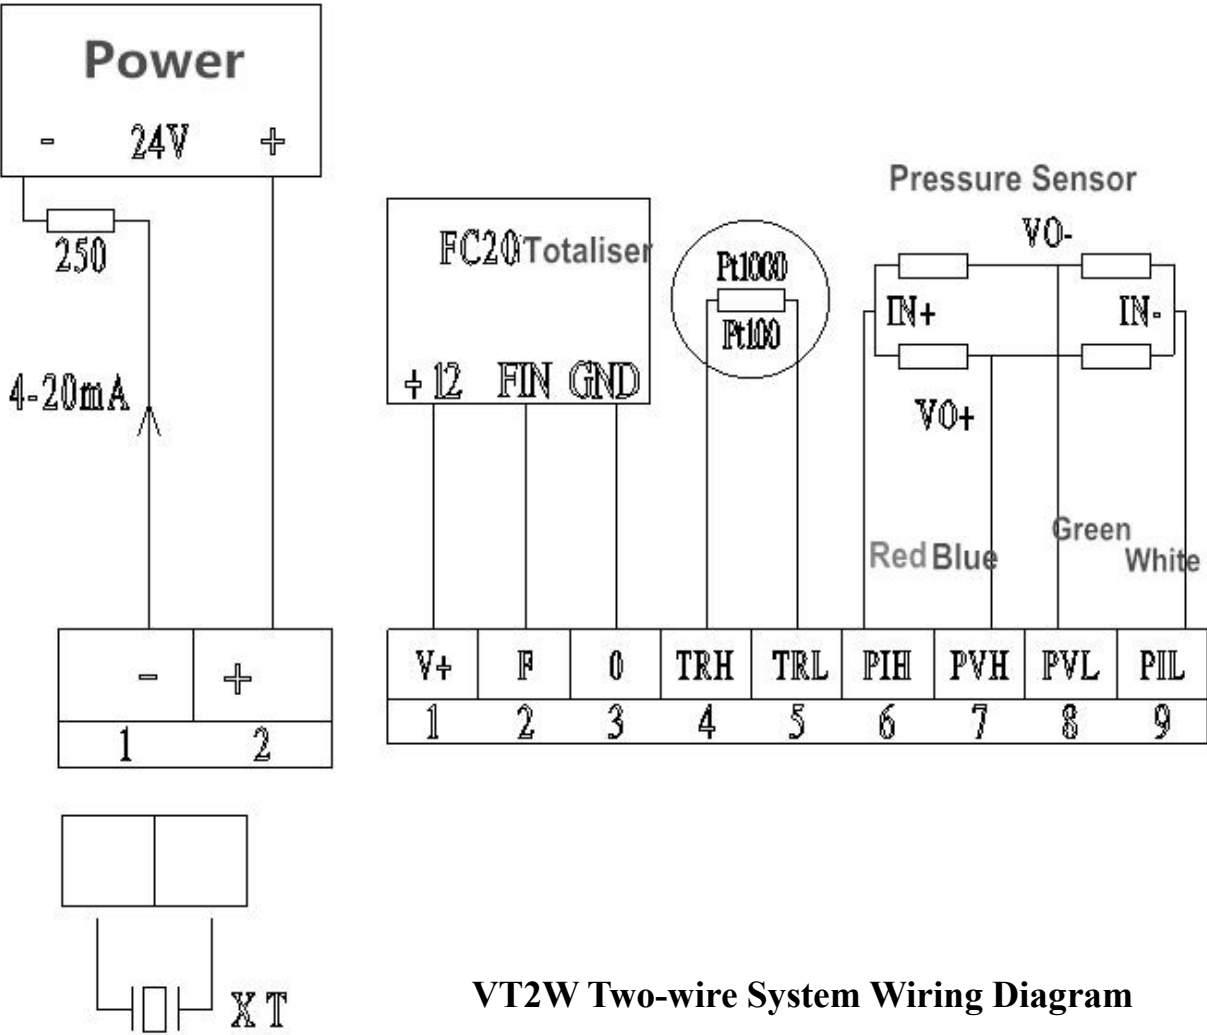 Power
- 24V +
250
4-20mA
- +
1 2
X T
FC20 Totaliser
+12 FIN GND
Pt1000
Pt100
Pressure Sensor
VO-
IN+ IN-
VO+
Red Blue Green White
V+ F 0 TRH TRL PIH PVH PVL PIL
1 2 3 4 5 6 7 8 9
VT2W Two-wire System Wiring Diagram